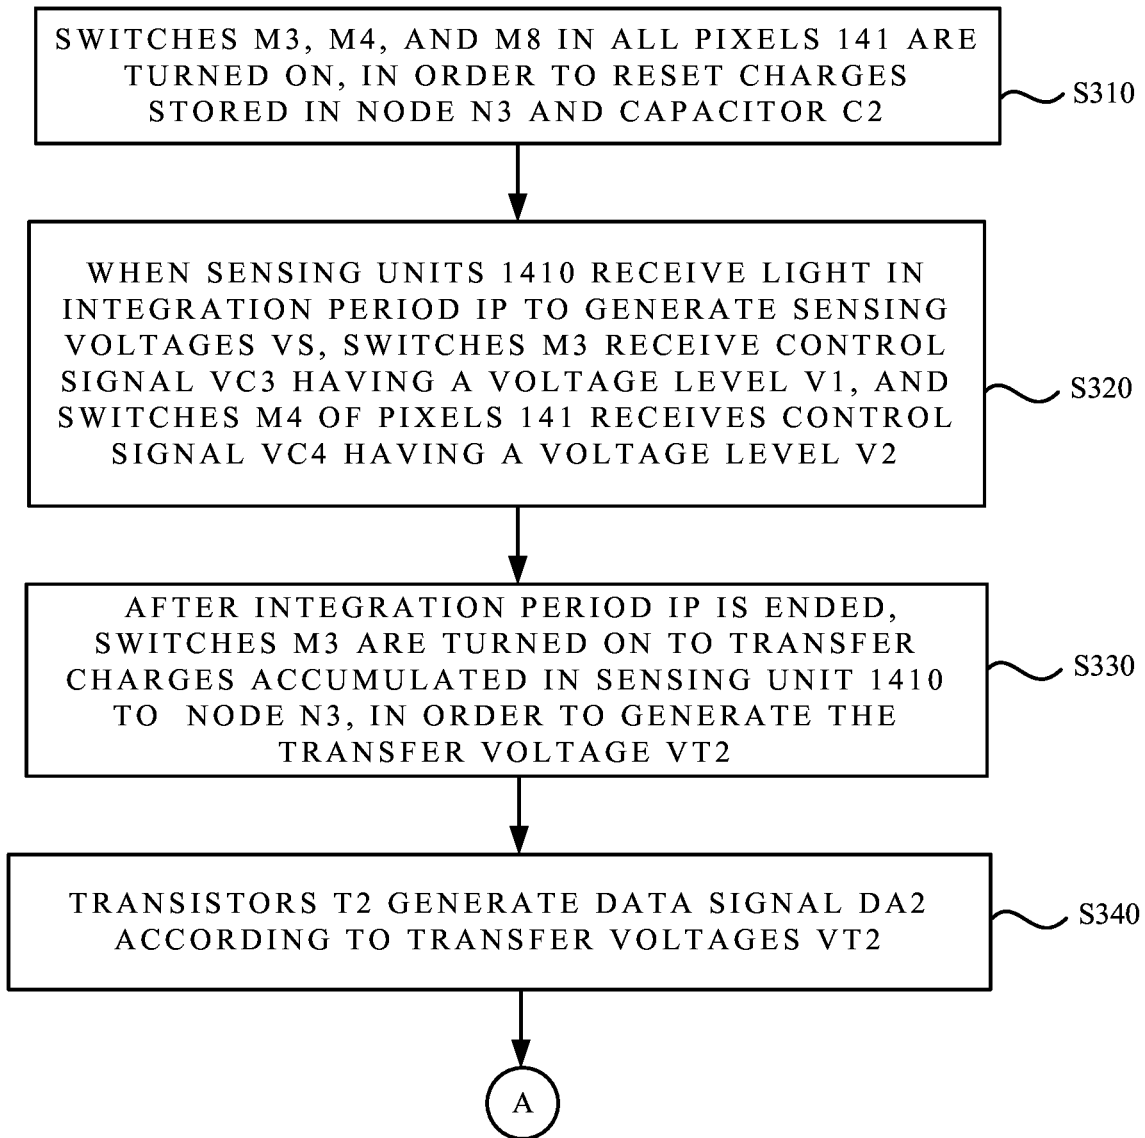 SWITCHES M3, M4, AND M8 IN ALL PIXELS 141 ARE
TURNED ON, IN ORDER TO RESET CHARGES
STORED IN NODE N3 AND CAPACITOR C2
S310
WHEN SENSING UNITS 1410 RECEIVE LIGHT IN
INTEGRATION PERIOD IP TO GENERATE SENSING
VOLTAGES VS, SWITCHES M3 RECEIVE CONTROL
SIGNAL VC3 HAVING A VOLTAGE LEVEL V1, AND
SWITCHES M4 OF PIXELS 141 RECEIVES CONTROL
SIGNAL VC4 HAVING A VOLTAGE LEVEL V2
S320
AFTER INTEGRATION PERIOD IP IS ENDED,
SWITCHES M3 ARE TURNED ON TO TRANSFER
CHARGES ACCUMULATED IN SENSING UNIT 1410
TO NODE N3, IN ORDER TO GENERATE THE
TRANSFER VOLTAGE VT2
S330
TRANSISTORS T2 GENERATE DATA SIGNAL DA2
ACCORDING TO TRANSFER VOLTAGES VT2
S340
A